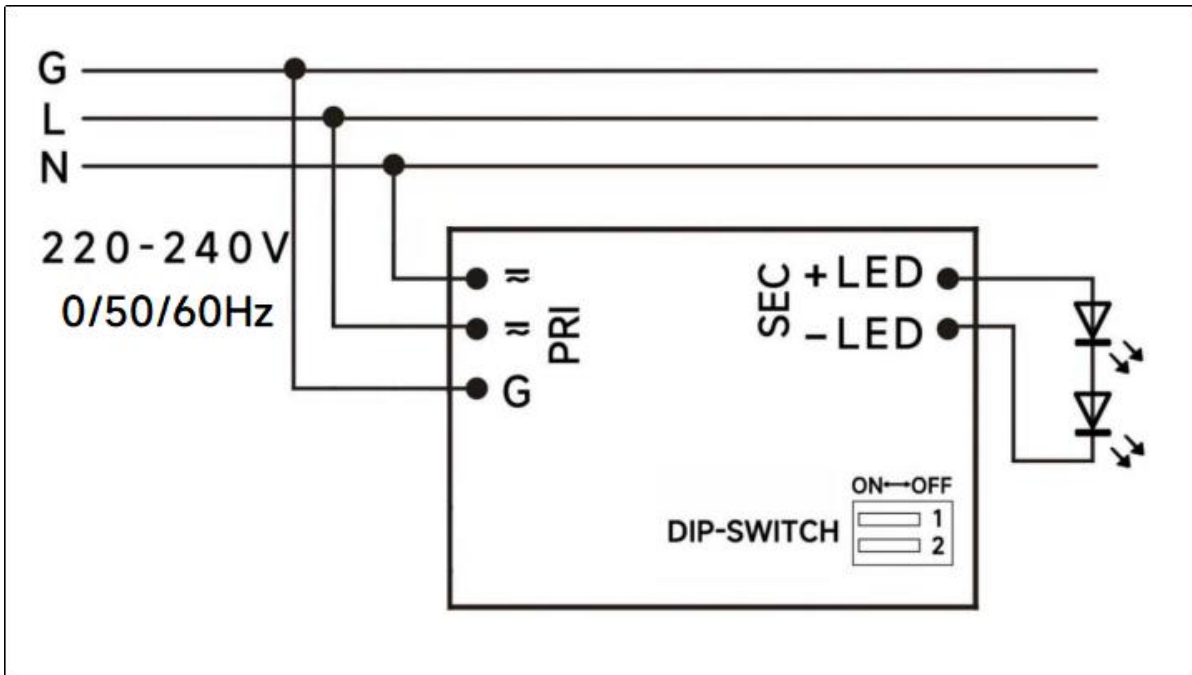 G
L
N
220-240V
0/50/60Hz
≂
≂
G
PRI
SEC
+LED
-LED
ON↔OFF
DIP-SWITCH
1
2